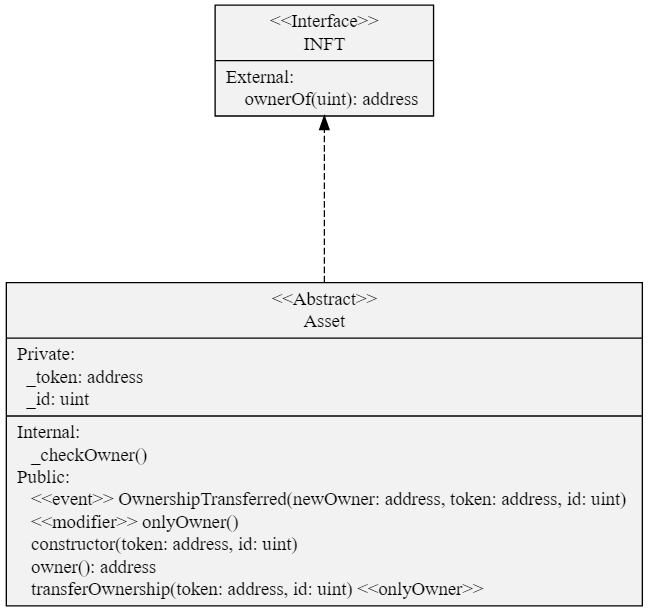 <<Interface>>
INFT
External:
ownerOf(uint): address
<<Abstract>>
Asset
Private:
_token: address
_id: uint
Internal:
_checkOwner()
Public:
<<event>> OwnershipTransferred(newOwner: address, token: address, id: uint)
<<modifier>> onlyOwner()
constructor(token: address, id: uint)
owner(): address
transferOwnership(token: address, id: uint) <<onlyOwner>>